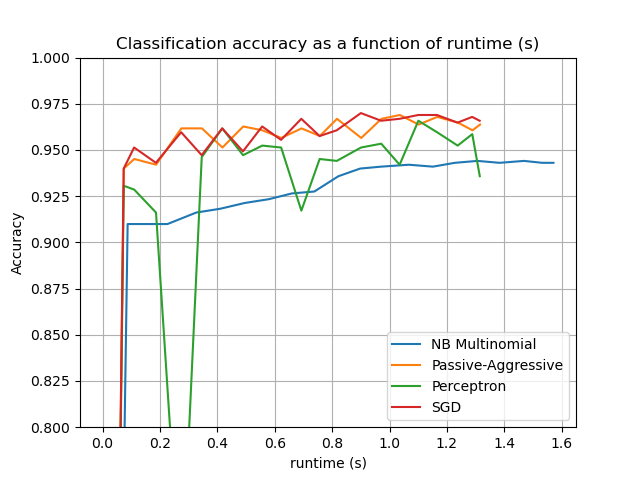 Classification accuracy as a function of runtime (s)
1.000
0.975
0.950
0.925
0.900
0.875
0.850
0.825
0.800
Accuracy
NB Multinomial
Passive-Aggressive
Perceptron
SGD
0.0 0.2 0.4 0.6 0.8 1.0 1.2 1.4 1.6
runtime (s)